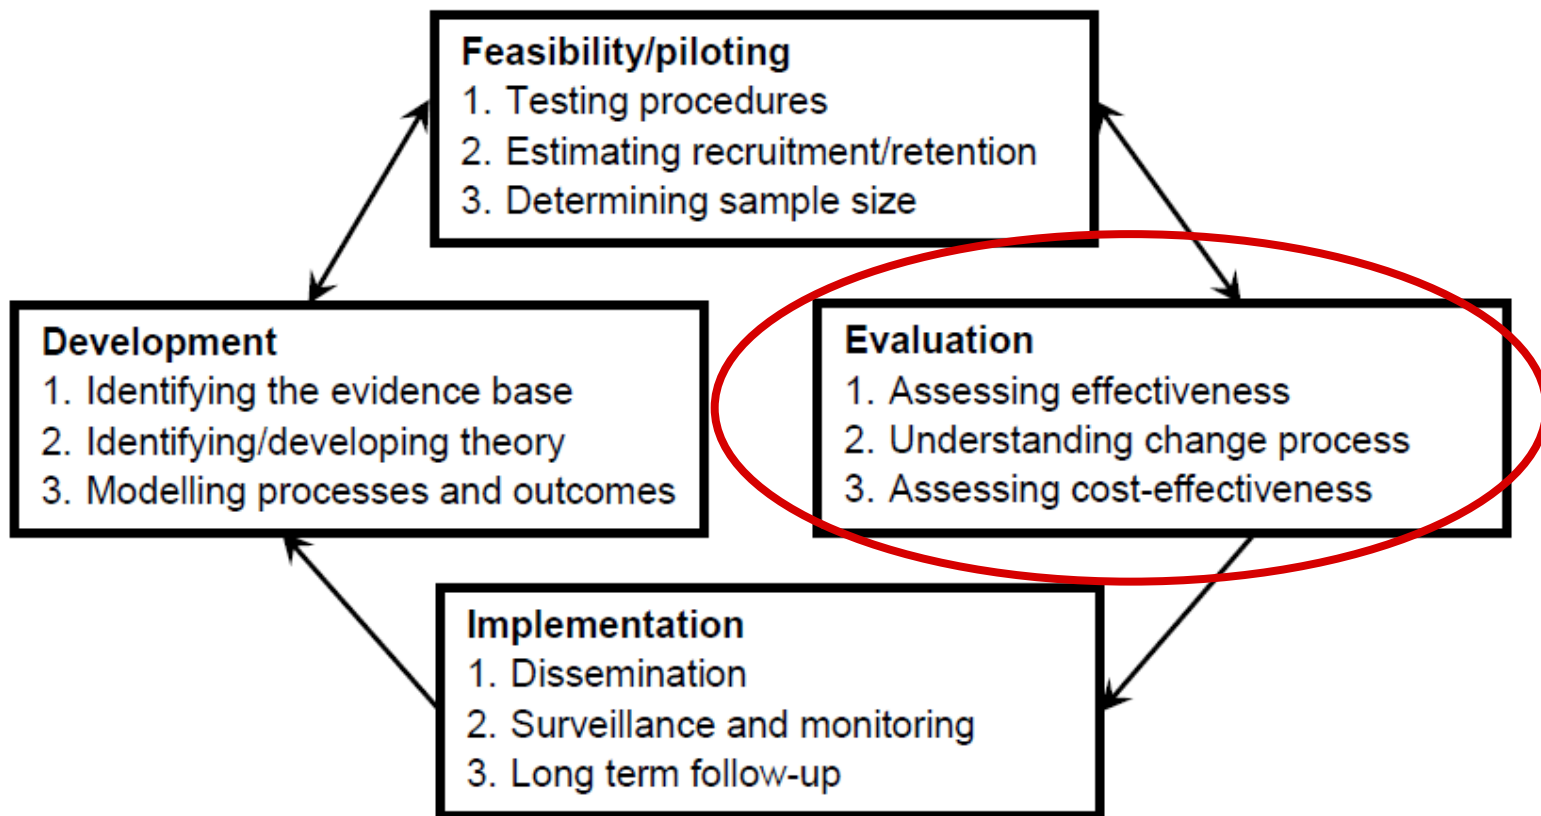 Feasibility/piloting
1. Testing procedures
2. Estimating recruitment/retention
3. Determining sample size
Development
1. Identifying the evidence base
2. Identifying/developing theory
3. Modelling processes and outcomes
Evaluation
1. Assessing effectiveness
2. Understanding change process
3. Assessing cost-effectiveness
Implementation
1. Dissemination
2. Surveillance and monitoring
3. Long term follow-up